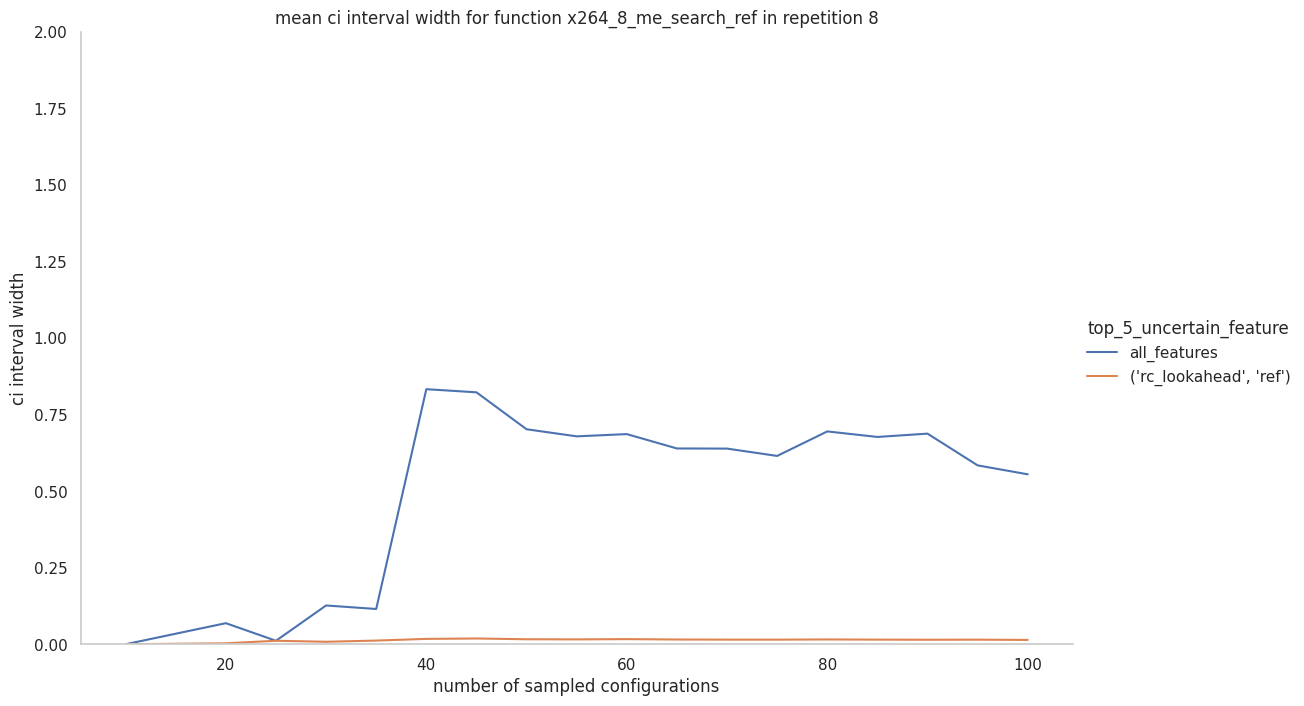 mean ci interval width for function x264_8_me_search_ref in repetition 8
2.00
1.75
1.50
1.25
1.00
0.75
0.50
0.25
0.00
ci interval width
20
40
60
80
100
number of sampled configurations
top_5_uncertain_feature
all_features
('rc_lookahead', 'ref')